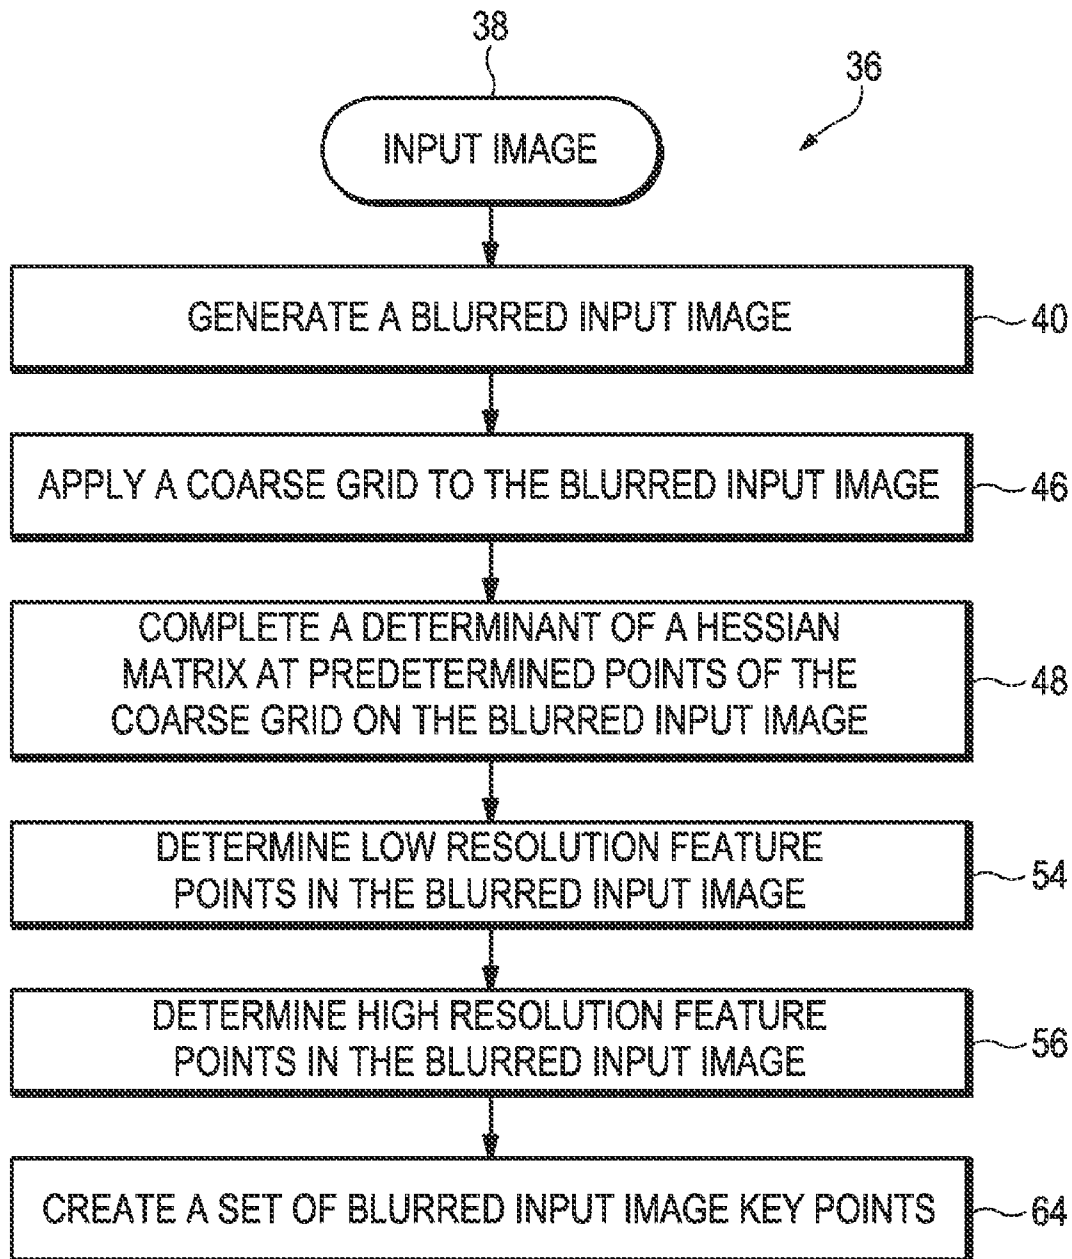 38
36
INPUT IMAGE
GENERATE A BLURRED INPUT IMAGE
40
APPLY A COARSE GRID TO THE BLURRED INPUT IMAGE
46
COMPLETE A DETERMINANT OF A HESSIAN
MATRIX AT PREDETERMINED POINTS OF THE
COARSE GRID ON THE BLURRED INPUT IMAGE
48
DETERMINE LOW RESOLUTION FEATURE
POINTS IN THE BLURRED INPUT IMAGE
54
DETERMINE HIGH RESOLUTION FEATURE
POINTS IN THE BLURRED INPUT IMAGE
56
CREATE A SET OF BLURRED INPUT IMAGE KEY POINTS
64